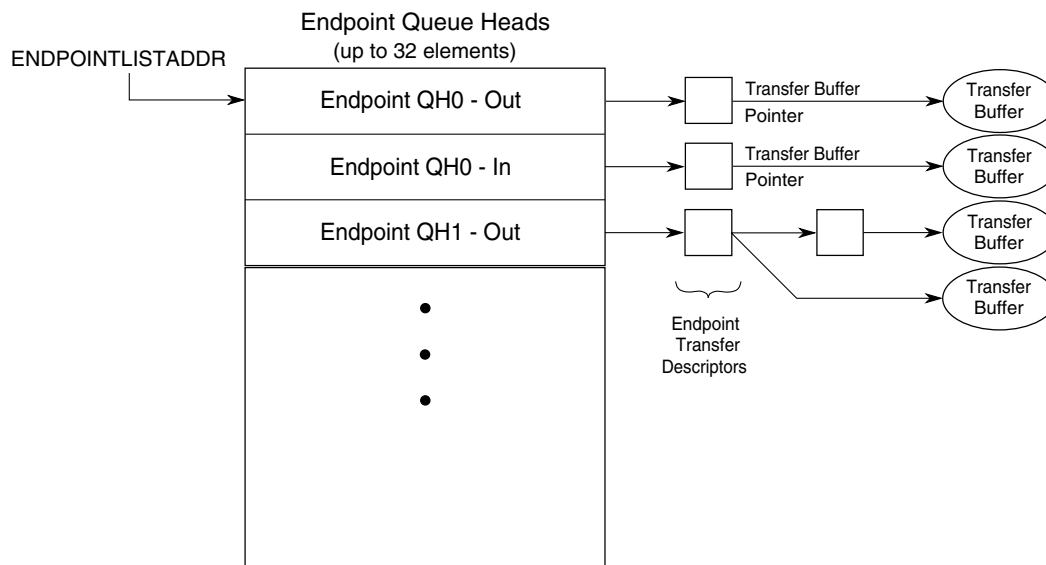 Endpoint Queue Heads
(up to 32 elements)
ENDPOINTLISTADDR
Endpoint QH0 - Out
Transfer Buffer
Pointer
Transfer
Buffer
Endpoint QH0 - In
Transfer Buffer
Pointer
Transfer
Buffer
Endpoint QH1 - Out
Transfer
Buffer
Transfer
Buffer
Endpoint
Transfer
Descriptors